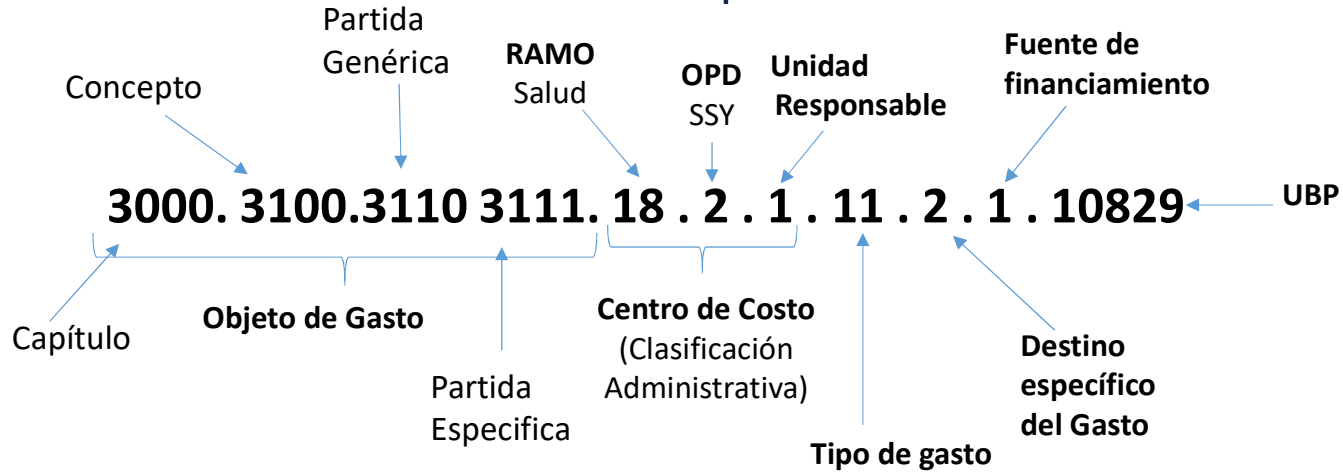 Partida
Genérica
Concepto
RAMO
Salud
OPD
SSY
Unidad
Responsable
Fuente de
financiamiento
3000. 3100.3110 3111. 18 . 2 . 1 . 11 . 2 . 1 . 10829
UBP
Capítulo
Objeto de Gasto
Partida
Especifica
Centro de Costo
(Clasificación
Administrativa)
Tipo de gasto
Destino
específico
del Gasto